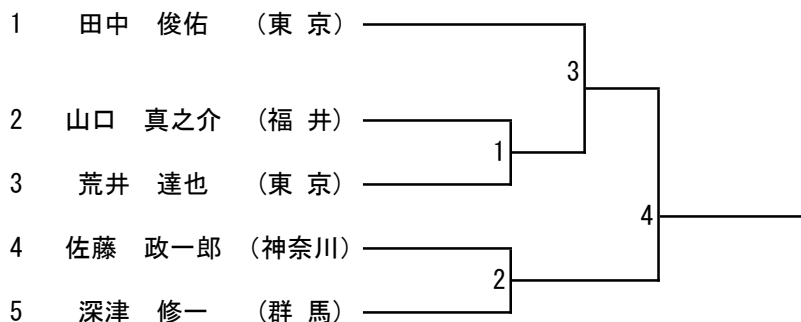 1 田中 俊佑 (東 京)
3
2 山口 真之介 (福 井)
1
3 荒井 達也 (東 京)
4
4 佐藤 政一郎 (神奈川)
2
5 深津 修一 (群 馬)